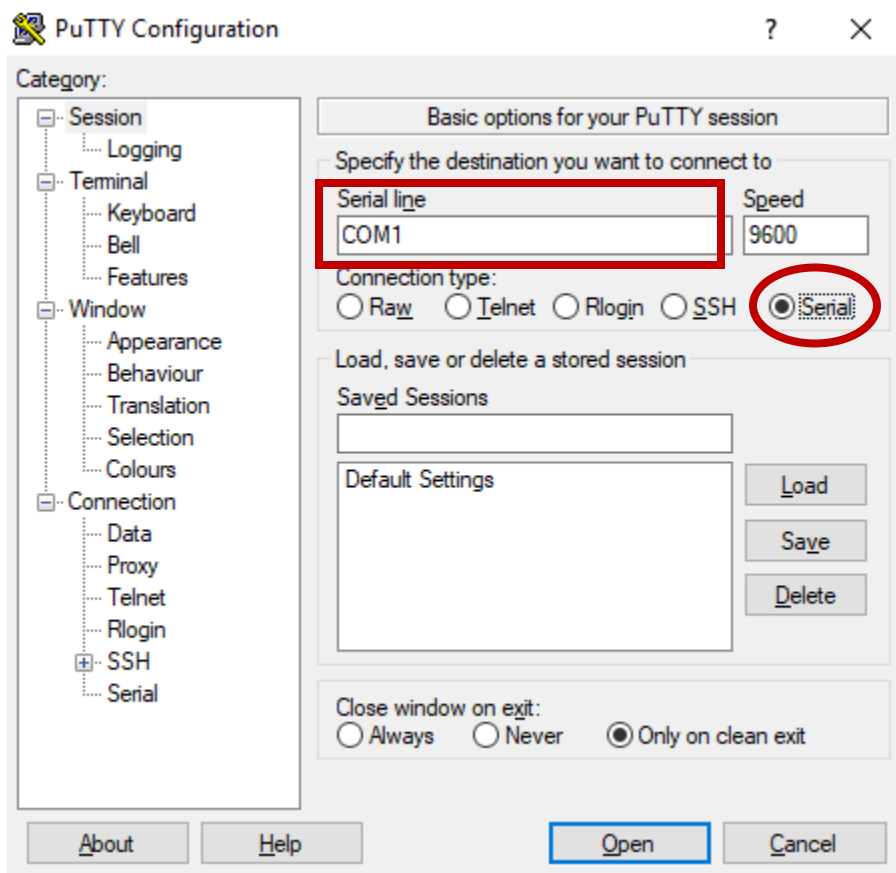 PuTTY Configuration
?
Category:
Session
Logging
Terminal
Keyboard
Bell
Features
Window
Appearance
Behaviour
Translation
Selection
Colours
Connection
Data
Proxy
Telnet
Rlogin
SSH
Serial
Basic options for your PuTTY session
Specify the destination you want to connect to
Serial line Speed
COM1 9600
Connection type:
Raw Telnet Rlogin SSH Serial
Load, save or delete a stored session
Saved Sessions
Default Settings
Load
Save
Delete
Close window on exit:
Always Never Only on clean exit
About Help Open Cancel